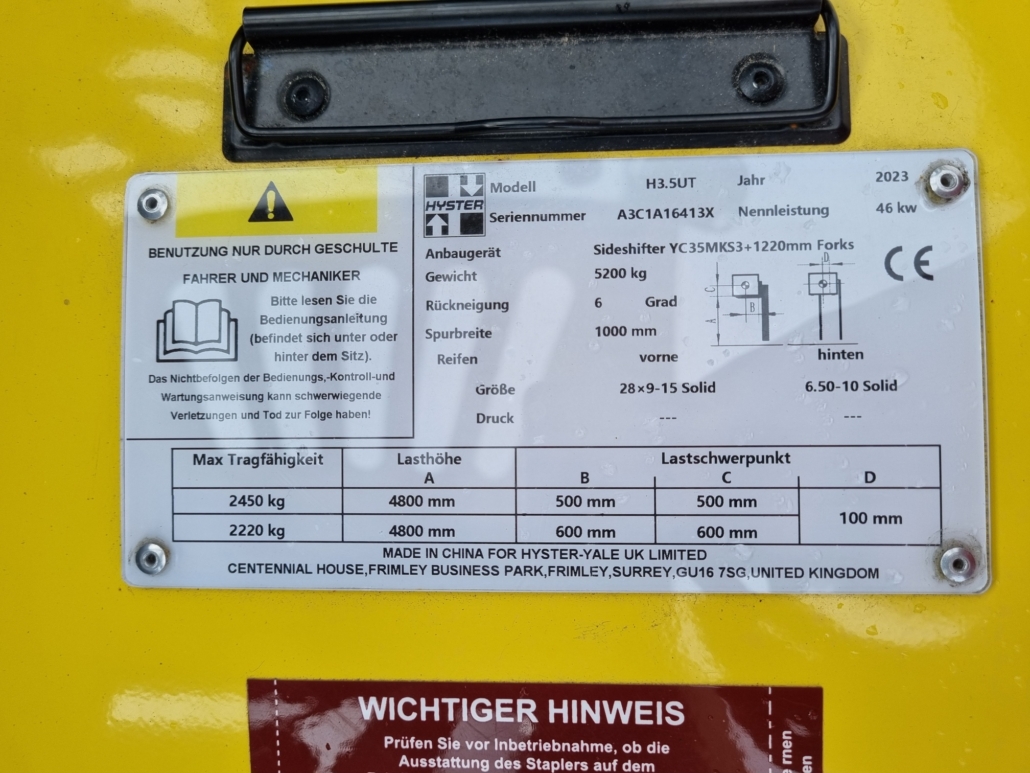 BENUTZUNG NUR DURCH GESCHULTE
FAHRER UND MECHANIKER
Bitte lesen Sie die
Bedienungsanleitung
(befindet sich unter oder
hinter dem Sitz).
Das Nichtbefolgen der Bedienungs,-Kontroll-und
Wartungsanweisung kann schwerwiegende
Verletzungen und Tod zur Folge haben!
HYSTER
Modell H3.5UT Jahr 2023
Seriennummer A3C1A16413X Nennleistung 46 kw
Anbaugerät Sideshifter YC35MKS3+1220mm Forks
Gewicht 5200 kg
Rückneigung 6 Grad
Spurbreite 1000 mm
Reifen vorne hinten
Größe 28×9-15 Solid 6.50-10 Solid
Druck --- ---
D
C
B
A
CE
Max Tragfähigkeit Lasthöhe Lastschwerpunkt
A B C D
2450 kg 4800 mm 500 mm 500 mm
100 mm
2220 kg 4800 mm 600 mm 600 mm
MADE IN CHINA FOR HYSTER-YALE UK LIMITED
CENTENNIAL HOUSE,FRIMLEY BUSINESS PARK,FRIMLEY,SURREY,GU16 7SG,UNITED KINGDOM
WICHTIGER HINWEIS
Prüfen Sie vor Inbetriebnahme, ob die
Ausstattung des Staplers auf dem